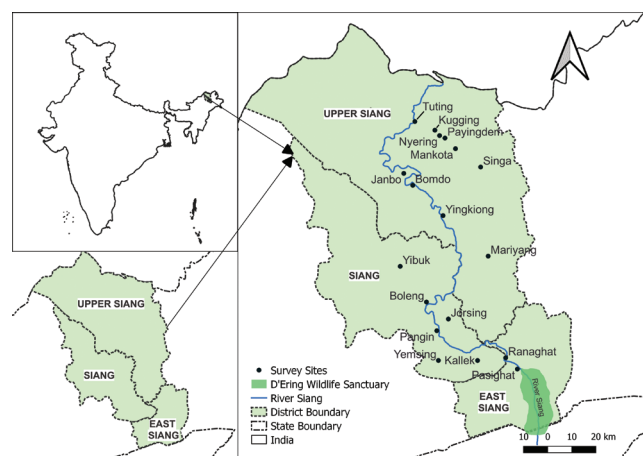 UPPER SIANG
Tuting
Kugging
Payingdem
Nyering
Mankota
Singa
Janbo
Bomdo
Yingkiong
Mariyang
SIANG
Yibuk
Boleng
Jorsing
Pangin
Yemsing
Kallek
Ranaghat
Pasighat
EAST
SIANG
River Siang
10 0 10 20 km
UPPER SIANG
SIANG
EAST
SIANG
Survey Sites
D'Ering Wildlife Sanctuary
River Siang
District Boundary
State Boundary
India